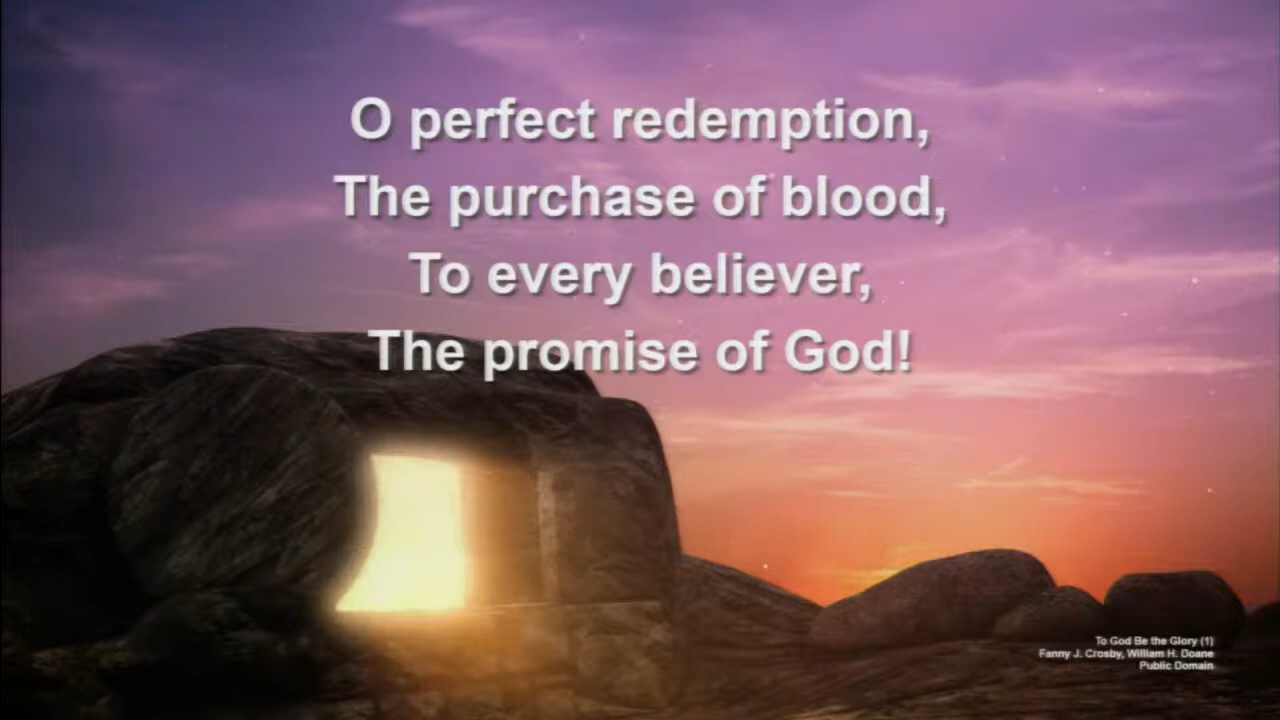 O perfect redemption,
The purchase of blood,
To every believer,
The promise of God!
To God Be the Glory (1)
Fanny J. Crosby, William H. Doane
Public Domain